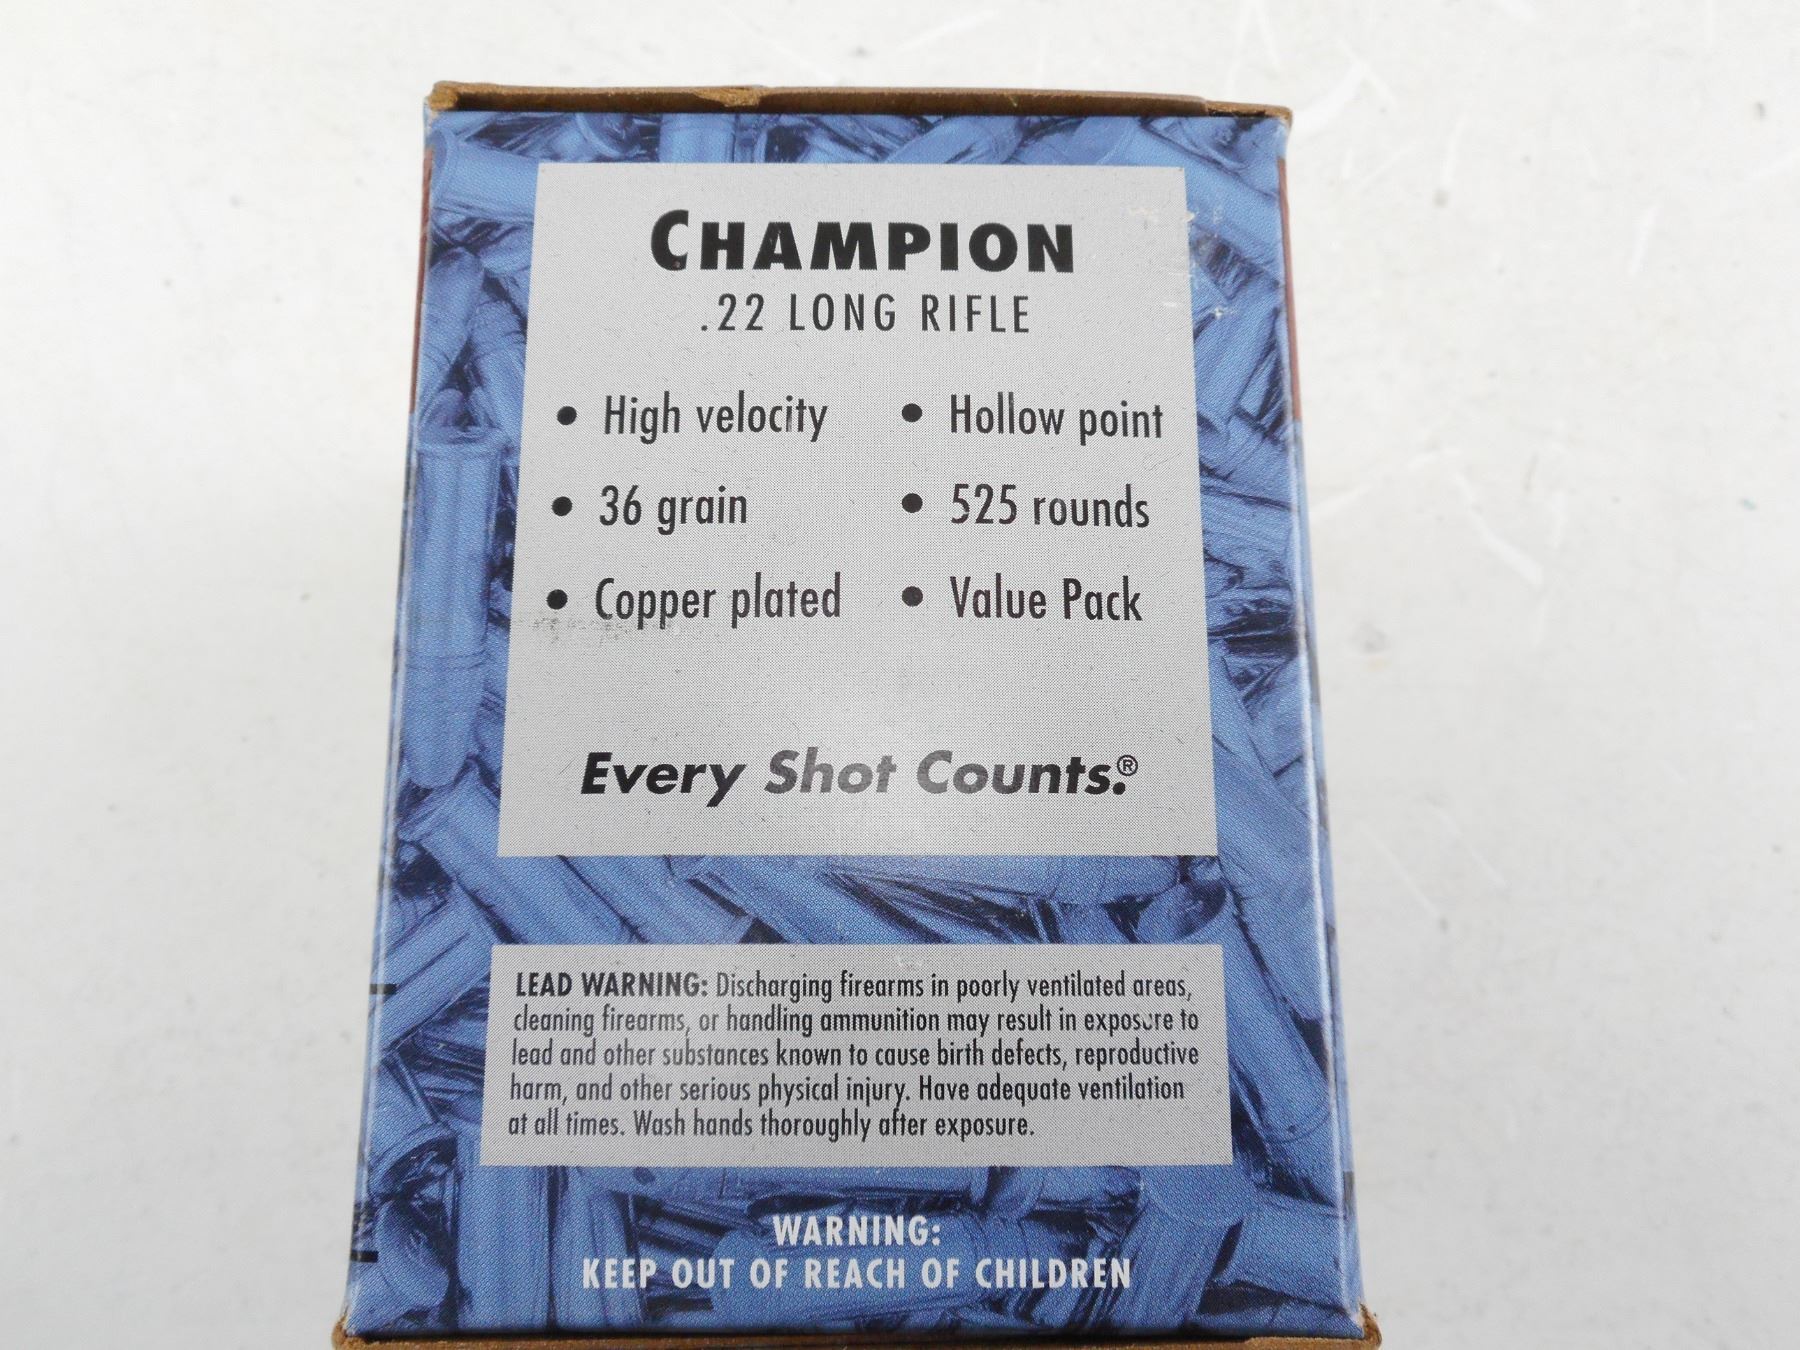 CHAMPION
.22 LONG RIFLE
• High velocity • Hollow point
• 36 grain • 525 rounds
• Copper plated • Value Pack
Every Shot Counts.®
LEAD WARNING: Discharging firearms in poorly ventilated areas,
cleaning firearms, or handling ammunition may result in exposure to
lead and other substances known to cause birth defects, reproductive
harm, and other serious physical injury. Have adequate ventilation
at all times. Wash hands thoroughly after exposure.
WARNING:
KEEP OUT OF REACH OF CHILDREN